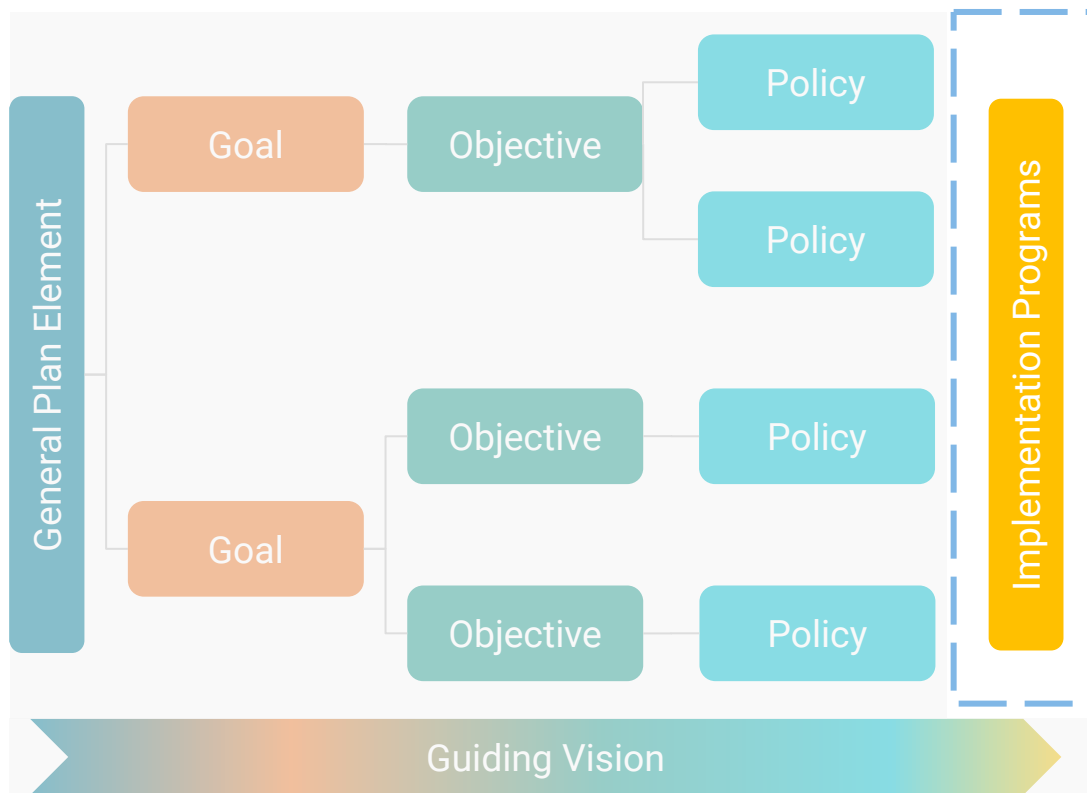 General Plan Element
Goal
Objective
Policy
Policy
Goal
Objective
Policy
Objective
Policy
Implementation Programs
Guiding Vision